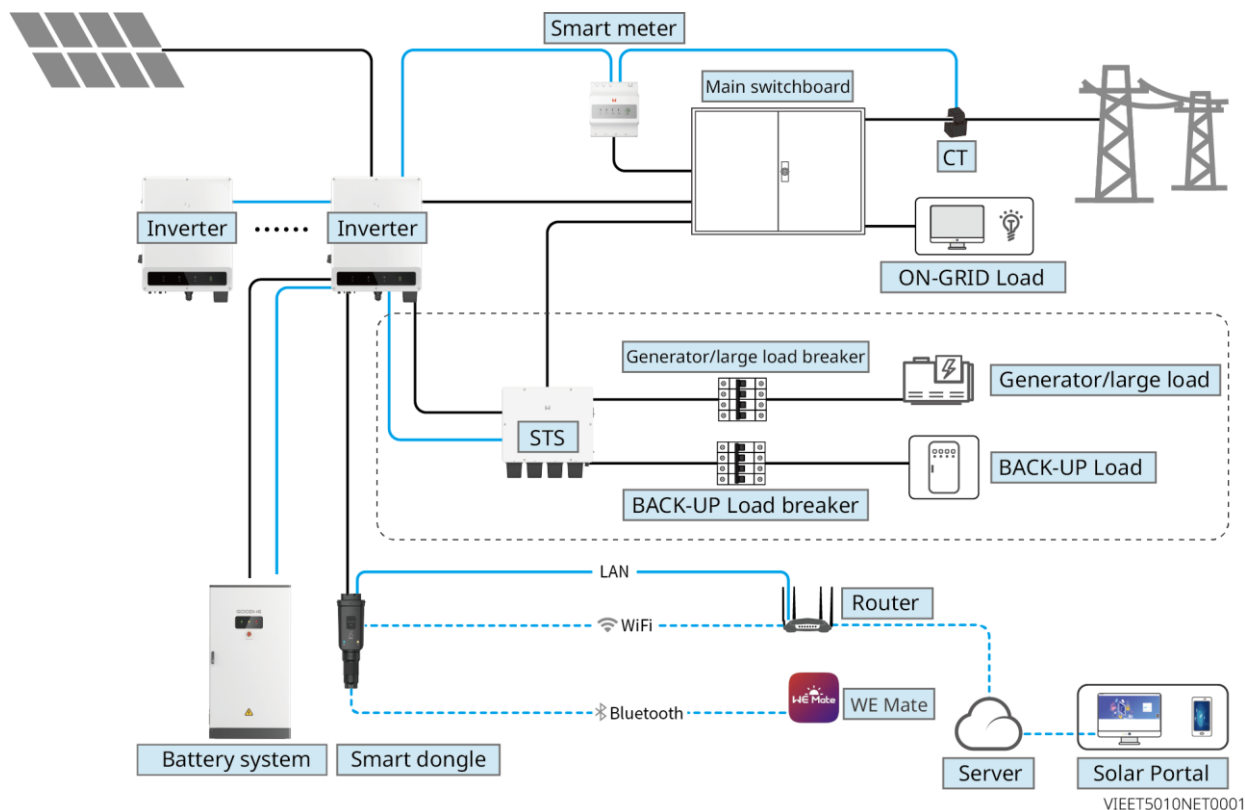 Smart meter
Main switchboard
CT
Inverter
Inverter
ON-GRID Load
Generator/large load breaker
Generator/large load
STS
BACK-UP Load
BACK-UP Load breaker
LAN
Router
WiFi
WE Mate
WE Mate
Bluetooth
Battery system
Smart dongle
Server
Solar Portal
VIEET5010NET0001